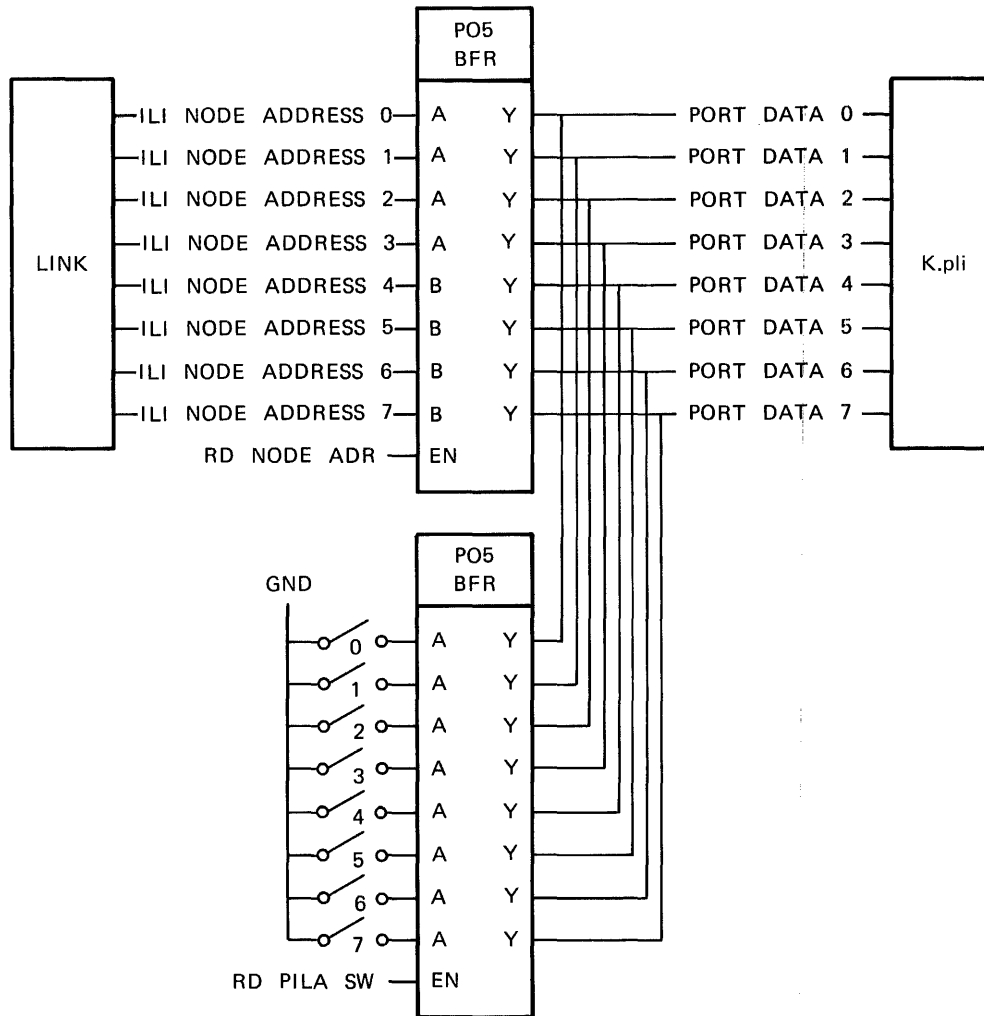 PO5
BFR
LINK
ILI NODE ADDRESS 0 A Y PORT DATA 0
ILI NODE ADDRESS 1 A Y PORT DATA 1
ILI NODE ADDRESS 2 A Y PORT DATA 2
ILI NODE ADDRESS 3 A Y PORT DATA 3
ILI NODE ADDRESS 4 B Y PORT DATA 4
ILI NODE ADDRESS 5 B Y PORT DATA 5
ILI NODE ADDRESS 6 B Y PORT DATA 6
ILI NODE ADDRESS 7 B Y PORT DATA 7
RD NODE ADR EN
K.pli
PO5
BFR
GND
0 A Y
1 A Y
2 A Y
3 A Y
4 A Y
5 A Y
6 A Y
7 A Y
RD PILA SW EN